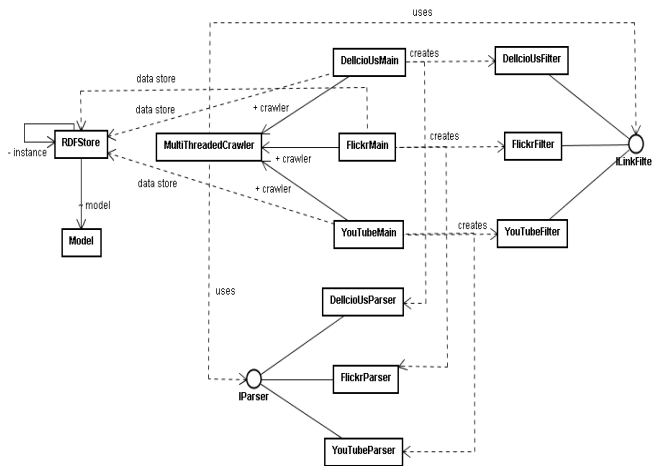 uses
DelIcioUsMain
creates
DelIcioUsFilter
data store
+ crawler
data store
RDFStore
- instance
MultiThreadedCrawler
FlickrMain
creates
FlickrFilter
ILinkFilte
+ crawler
data store
+ crawler
~ model
Model
YouTubeMain
creates
YouTubeFilter
uses
DelIcioUsParser
IParser
FlickrParser
YouTubeParser